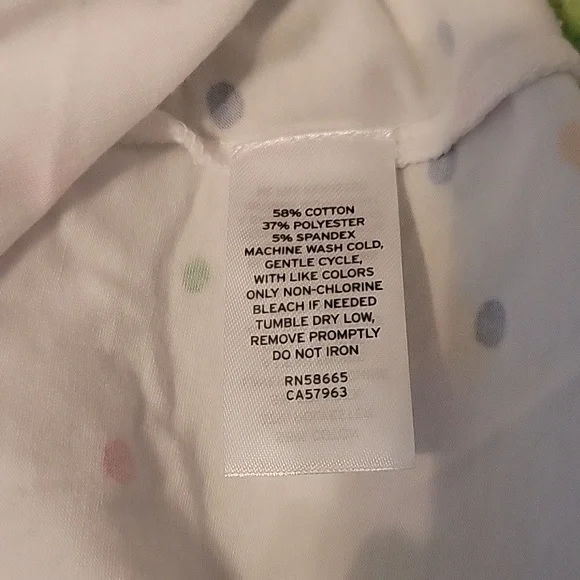 58% COTTON
37% POLYESTER
5% SPANDEX
MACHINE WASH COLD,
GENTLE CYCLE,
WITH LIKE COLORS
ONLY NON-CHLORINE
BLEACH IF NEEDED
TUMBLE DRY LOW,
REMOVE PROMPTLY
DO NOT IRON
RN58665
CA57963